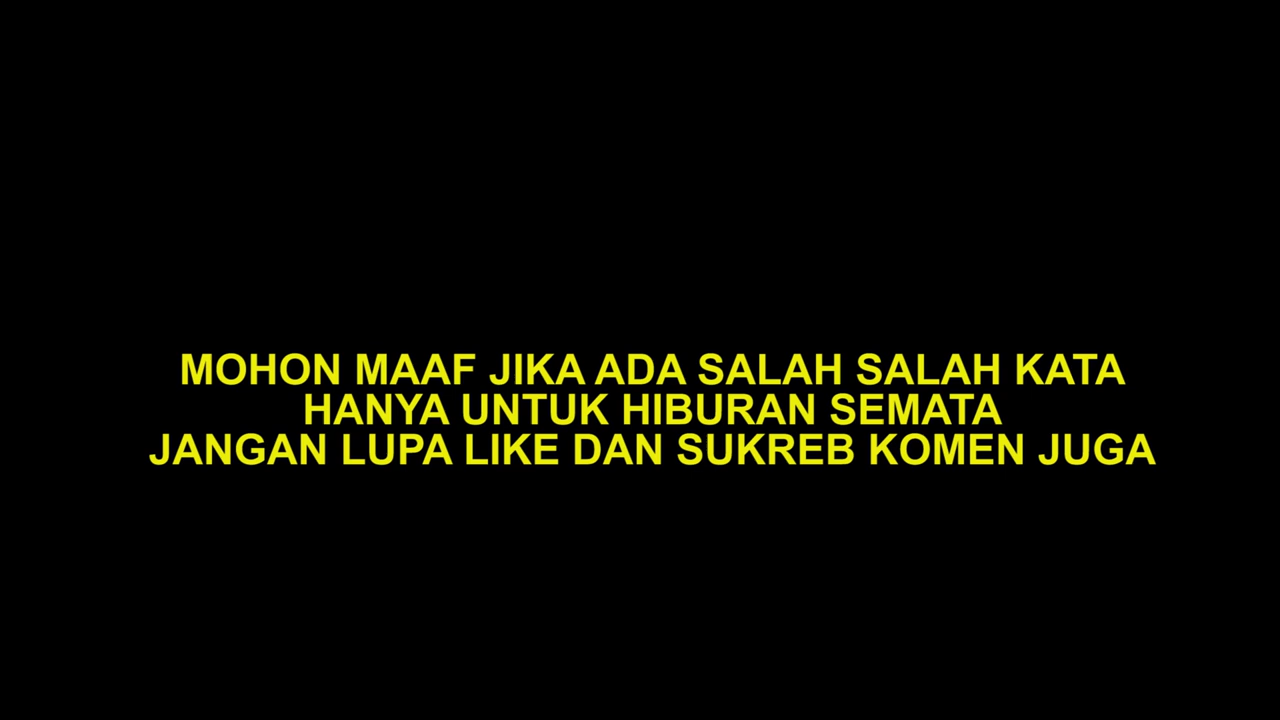 MOHON MAAF JIKA ADA SALAH SALAH KATA
HANYA UNTUK HIBURAN SEMATA
JANGAN LUPA LIKE DAN SUKREB KOMEN JUGA